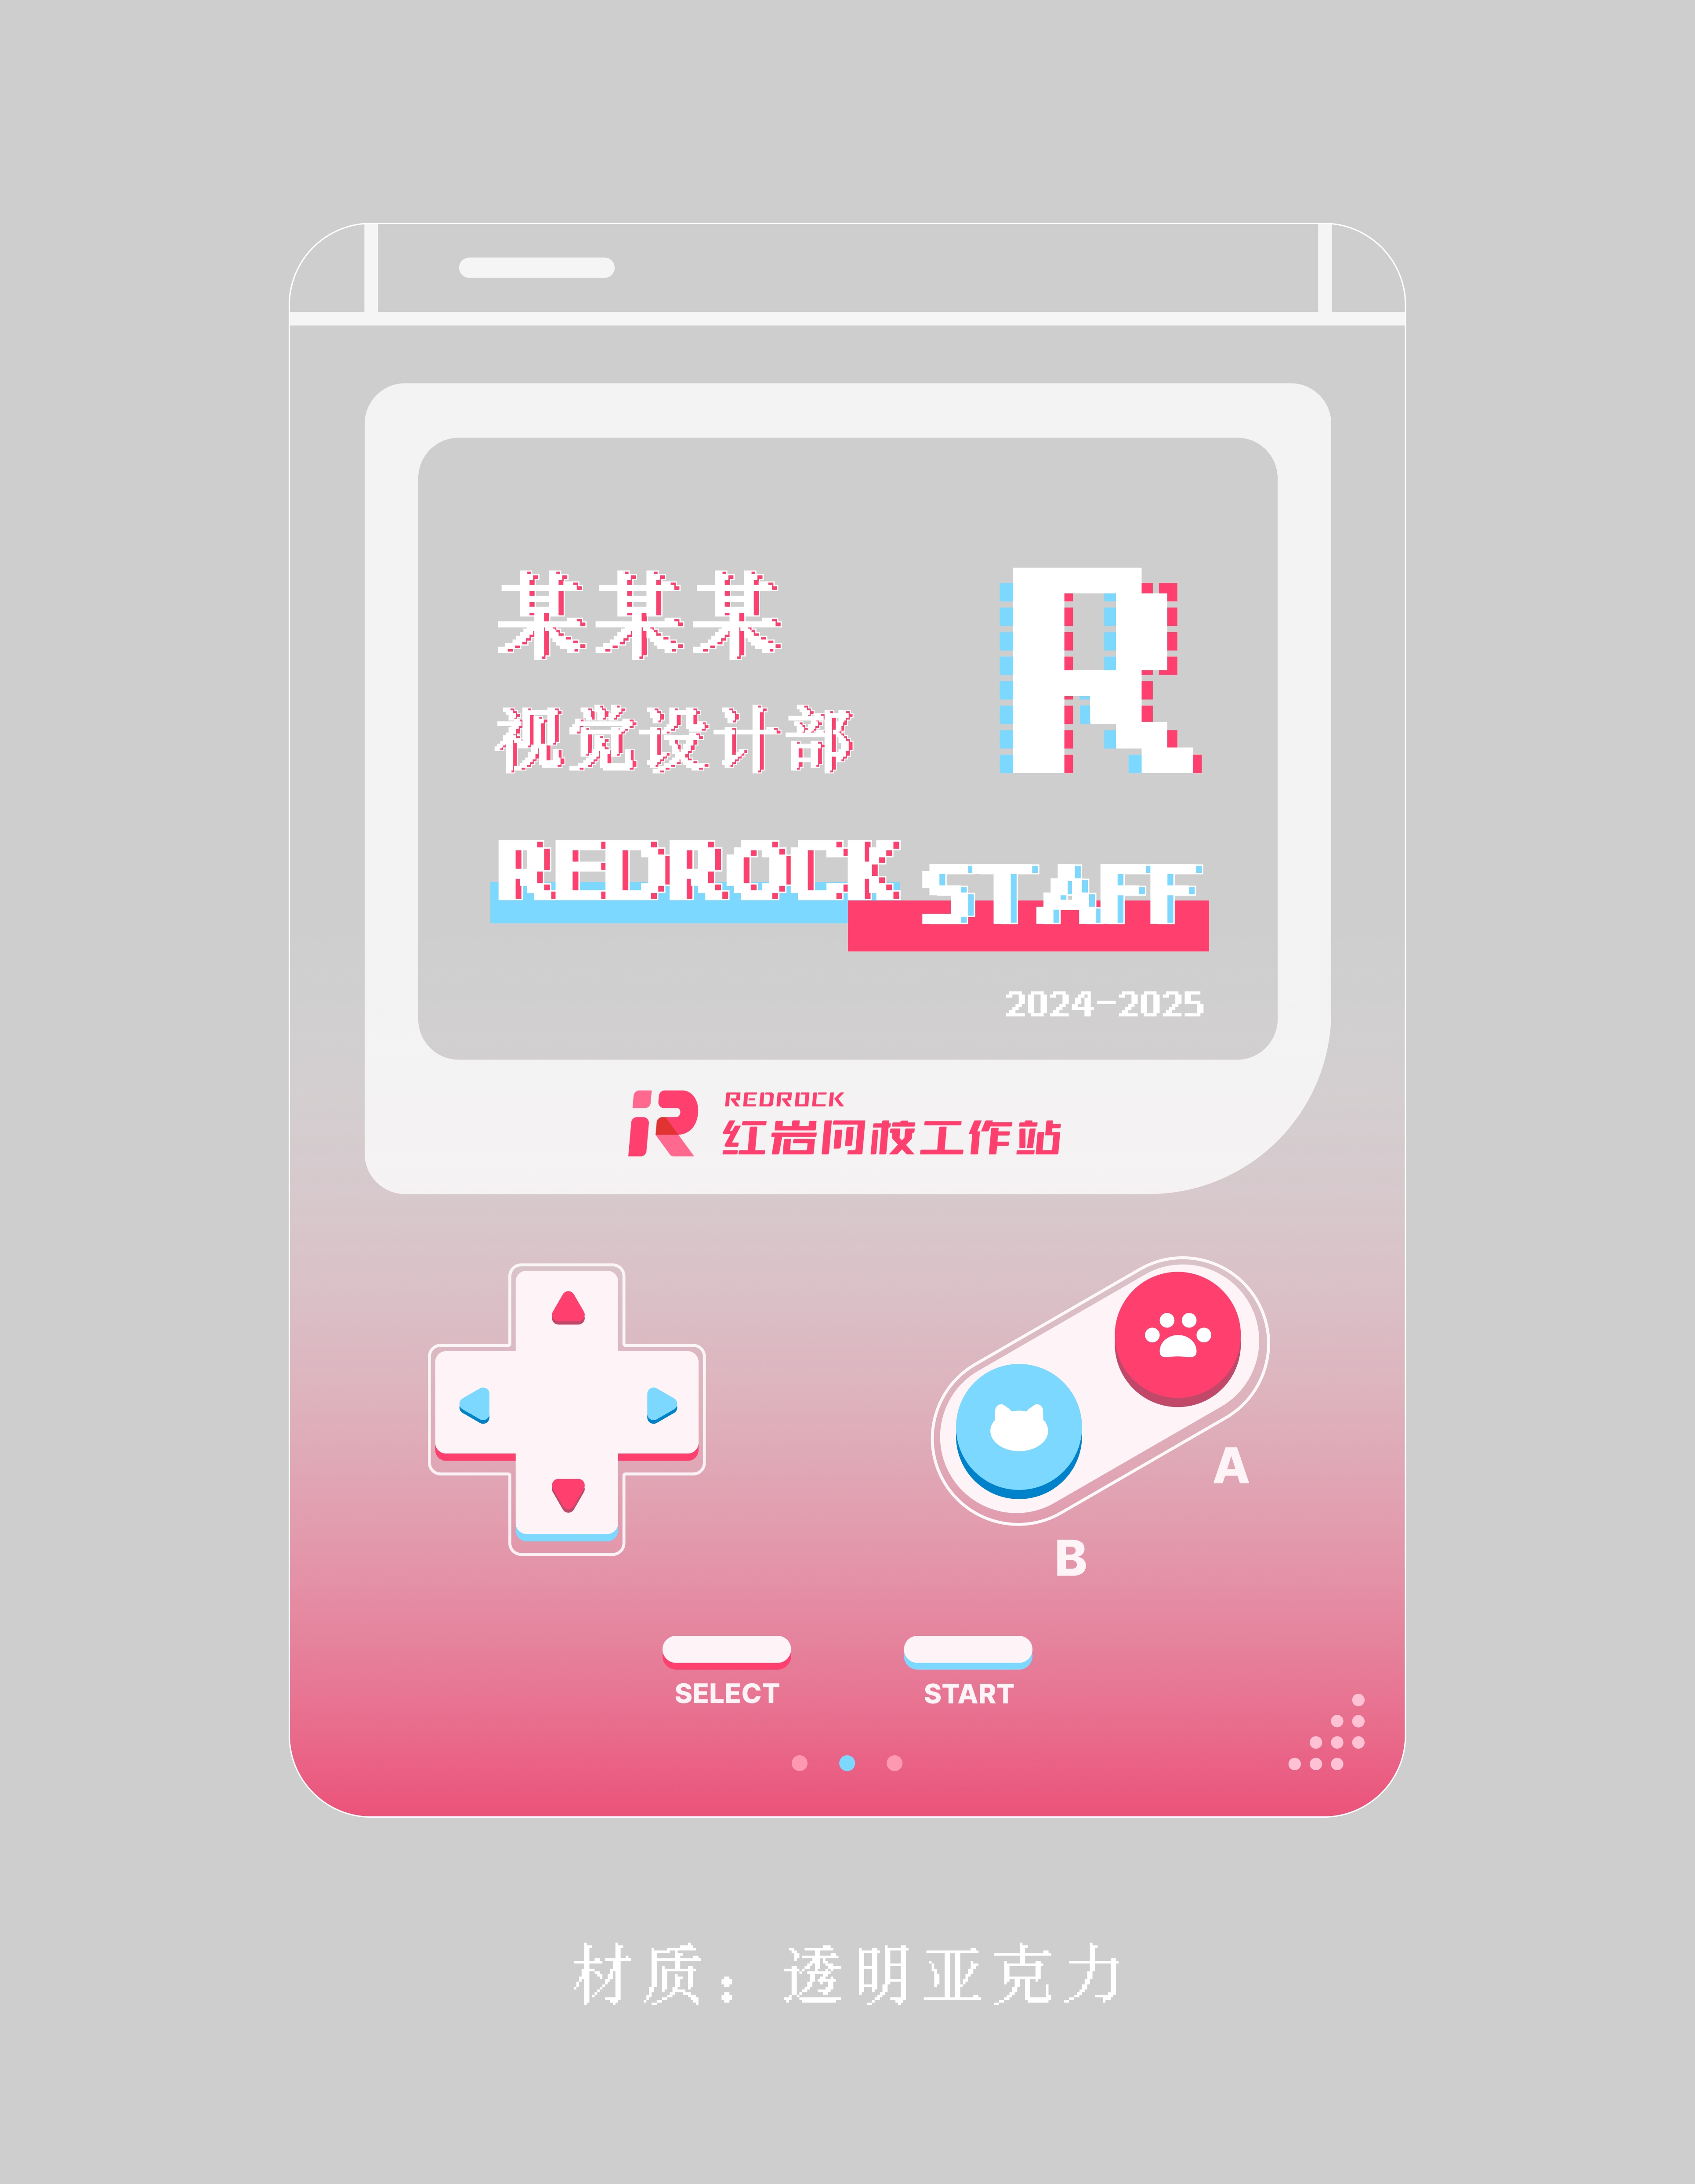 某某某
视觉设计部
R
REDROCK
STAFF
2024-2025
REDROCK
红岩网校工作站
A
B
SELECT
START
材质：透明亚克力